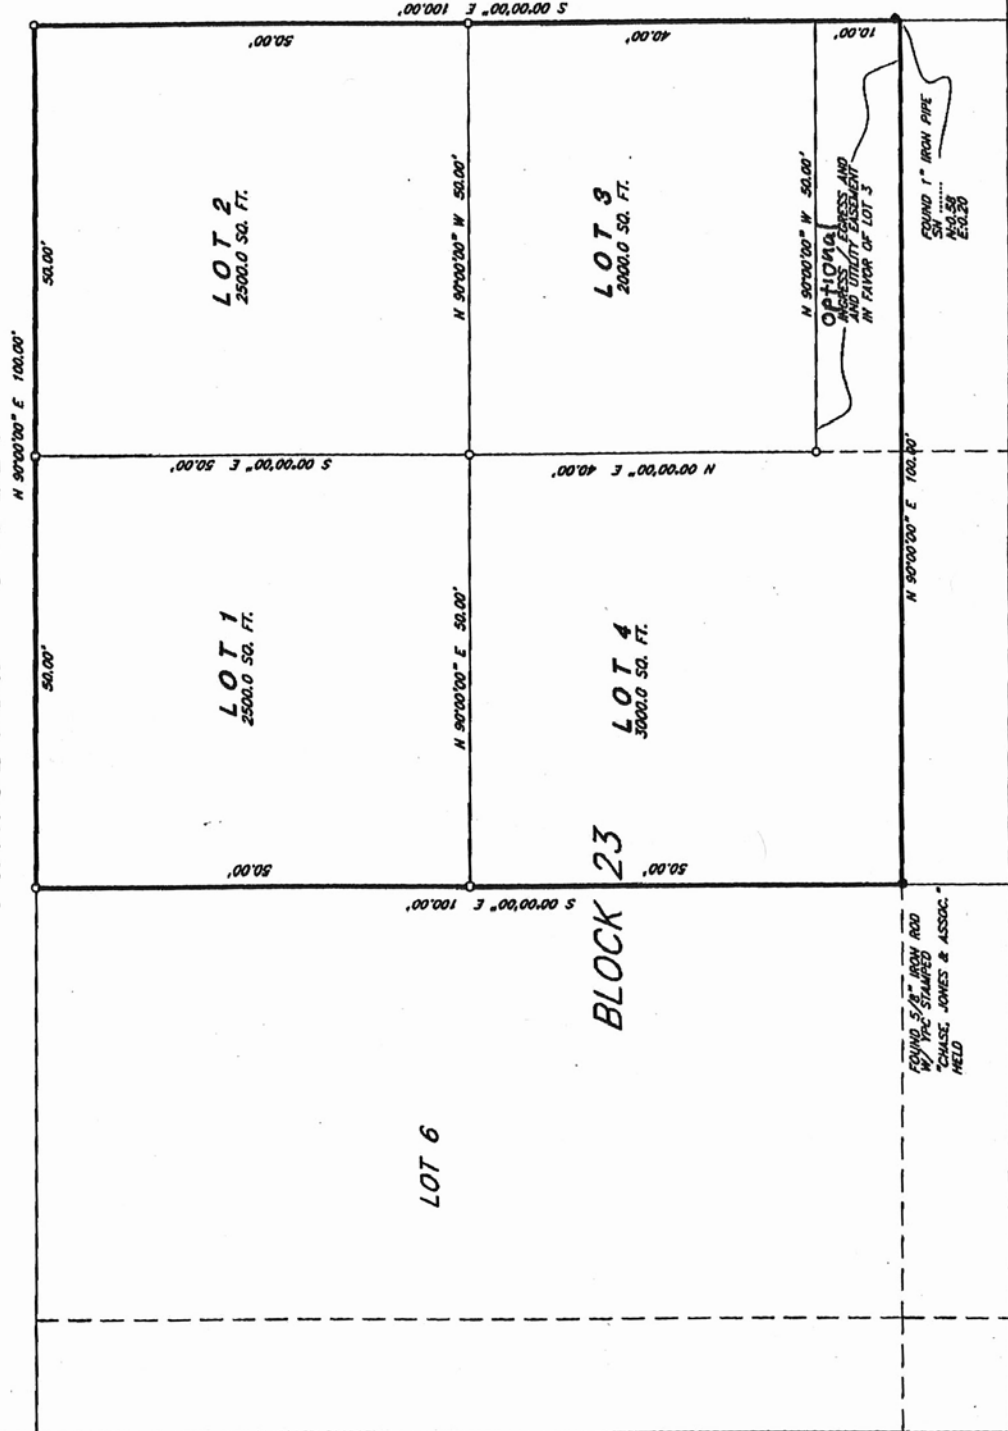 S 00°00'00" E 100.00'
50.00'
40.00'
10.00'
N 90°00'00" E 100.00'
50.00'
LOT 2
2500.0 SQ. FT.
N 90°00'00" W 50.00'
LOT 3
2000.0 SQ. FT.
N 90°00'00" W 50.00'
optional
INGRESS / EGRESS AND
AND UTILITY EASEMENT
IN FAVOR OF LOT 3
FOUND 1" IRON PIPE
SN ........
N:0.58
E:0.20
S 00°00'00" E 50.00'
N 00°00'00" E 40.00'
N 90°00'00" E 100.00'
50.00'
LOT 1
2500.0 SQ. FT.
N 90°00'00" E 50.00'
LOT 4
3000.0 SQ. FT.
50.00'
50.00'
S 00°00'00" E 100.00'
BLOCK 23
LOT 6
FOUND 5/8" IRON ROD
W/ YPC STAMPED
"CHASE, JONES & ASSOC."
HELD